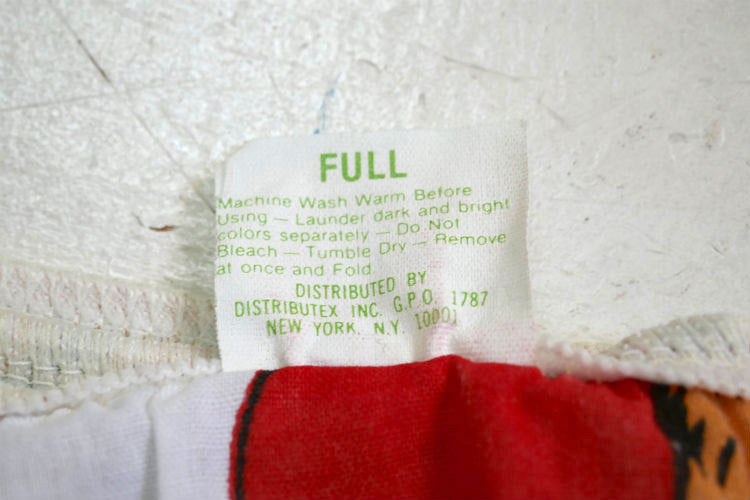 FULL
Machine Wash Warm Before
Using — Launder dark and bright
colors separately — Do Not
Bleach — Tumble Dry — Remove
at once and Fold
DISTRIBUTED BY
DISTRIBUTEX INC. G.P.O. 1787
NEW YORK, N.Y. 10001